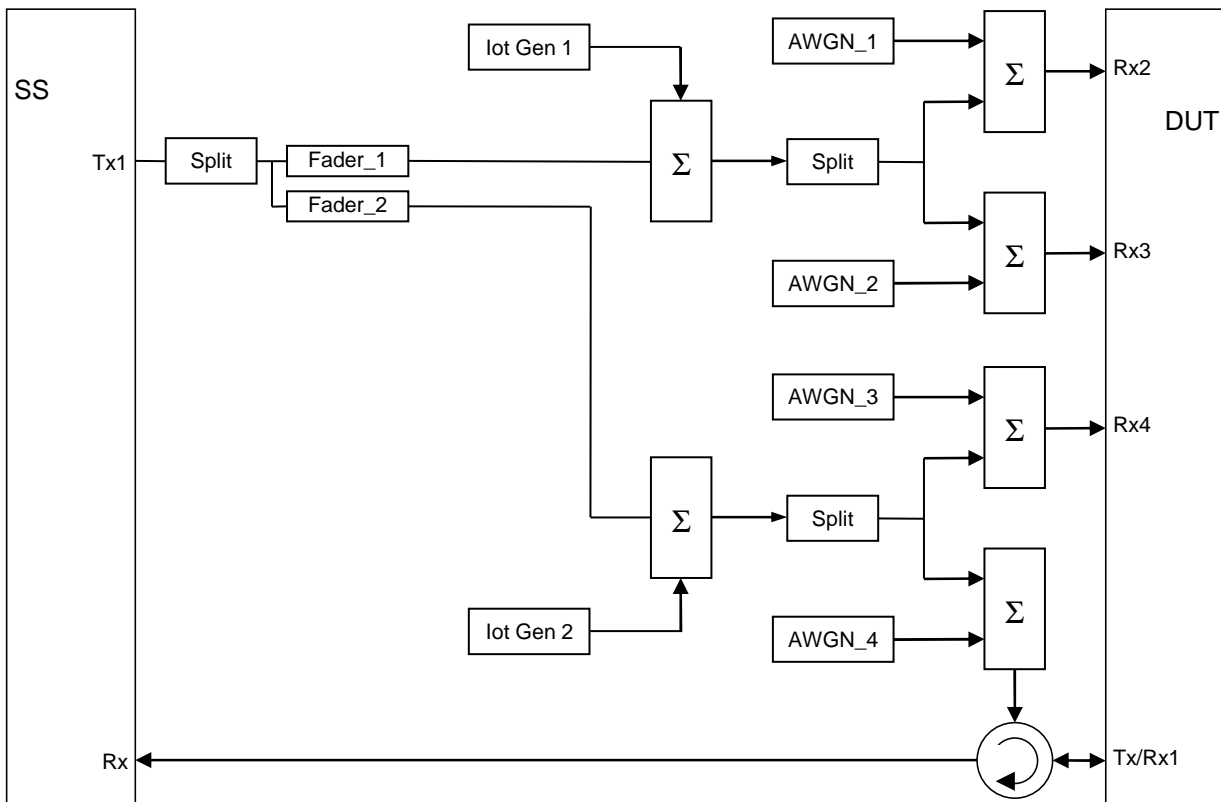 Iot Gen 1
AWGN_1
Rx2
SS
Σ
DUT
Tx1
Split
Fader_1
Σ
Split
Fader_2
Σ
Rx3
AWGN_2
AWGN_3
Rx4
Σ
Σ
Split
Iot Gen 2
AWGN_4
Σ
Rx
Tx/Rx1